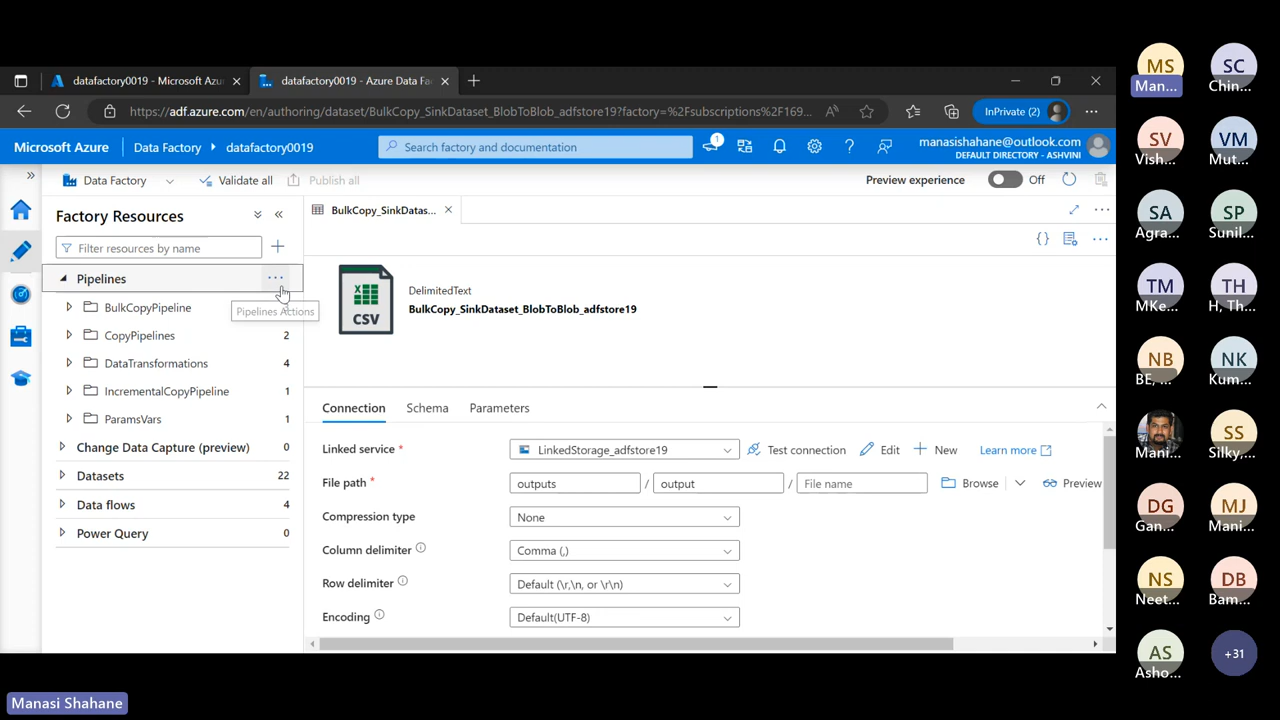 datafactory0019 - Microsoft Azu
datafactory0019 - Azure Data Fa
https://adf.azure.com/en/authoring/dataset/BulkCopy_SinkDataset_BlobToBlob_adfstore19?factory=%2Fsubscriptions%2F169...
InPrivate (2)
Microsoft Azure
Data Factory
datafactory0019
Search factory and documentation
1
manasishahane@outlook.com
DEFAULT DIRECTORY - ASHVINI
Data Factory
Validate all
Publish all
Preview experience
Off
Factory Resources
Filter resources by name
Pipelines
Pipelines Actions
BulkCopyPipeline
CopyPipelines 2
DataTransformations 4
IncrementalCopyPipeline 1
ParamsVars 1
Change Data Capture (preview) 0
Datasets 22
Data flows 4
Power Query 0
BulkCopy_SinkDatas...
CSV
DelimitedText
BulkCopy_SinkDataset_BlobToBlob_adfstore19
Connection Schema Parameters
Linked service * LinkedStorage_adfstore19 Test connection Edit New Learn more
File path * outputs / output / File name Browse Preview
Compression type None
Column delimiter Comma (,)
Row delimiter Default (\r,\n, or \r\n)
Encoding Default(UTF-8)
MS SC
Man... Chin...
SV VM
Vish... Mut...
SA SP
Agra... Sunil...
TM TH
MKe... H, Th...
NB NK
BE, ... Kum...
SS
Mani... Silky,...
DG MJ
Gan... Mani...
NS DB
Neet... Bam...
AS +31
Asho...
Manasi Shahane